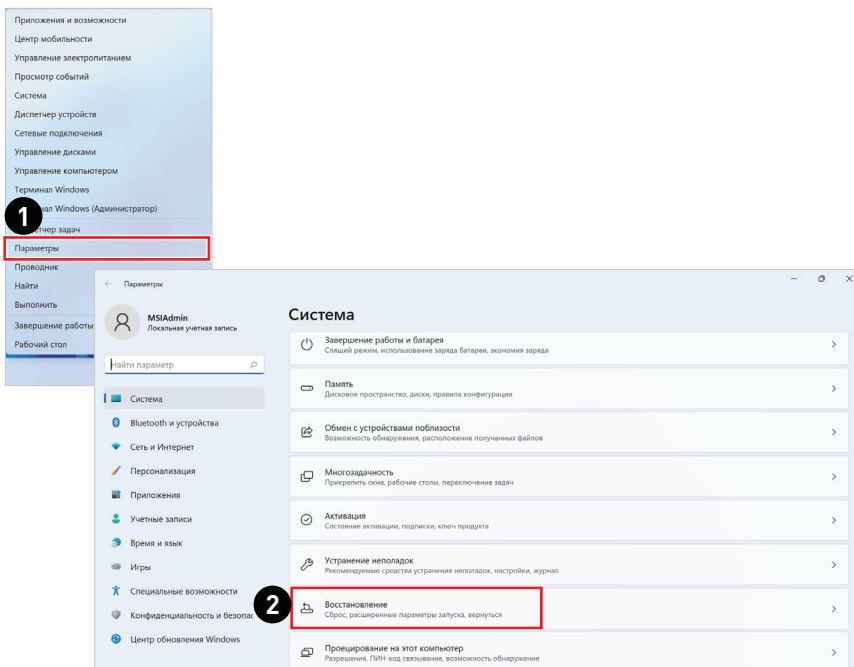 Приложения и возможности
Центр мобильности
Управление электропитанием
Просмотр событий
Система
Диспетчер устройств
Сетевые подключения
Управление дисками
Управление компьютером
Терминал Windows
Windows (Администратор)
1
задач
Параметры
Проводник
Найти
Выполнить
Завершение работы
Рабочий стол
Параметры
MSIAdmin
Локальная учетная запись
Найти параметр
Система
Bluetooth и устройства
Сеть и Интернет
Персонализация
Приложения
Учетные записи
Время и язык
Игры
Специальные возможности
Конфиденциальность и безопас
Центр обновления Windows
Система
Завершение работы и батарея
Спящий режим, использование заряда батареи, экономия заряда
Память
Дисковое пространство, диски, правила конфигурации
Обмен с устройствами поблизости
Возможность обнаружения, расположение полученных файлов
Многозадачность
Прикрепить окна, рабочие столы, переключение задач
Активация
Состояние активации, подписки, ключ продукта
Устранение неполадок
Рекомендуемые средства устранения неполадок, настройки, журнал
2
Восстановление
Сброс, расширенные параметры запуска, вернуться
Проецирование на этот компьютер
Разрешения, ПИН-код связывания, возможность обнаружения